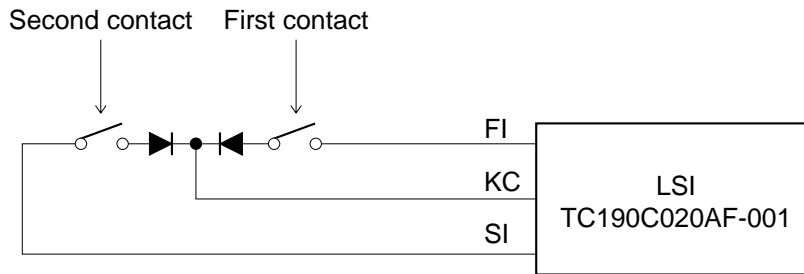 Second contact
First contact
FI
KC
SI
LSI
TC190C020AF-001